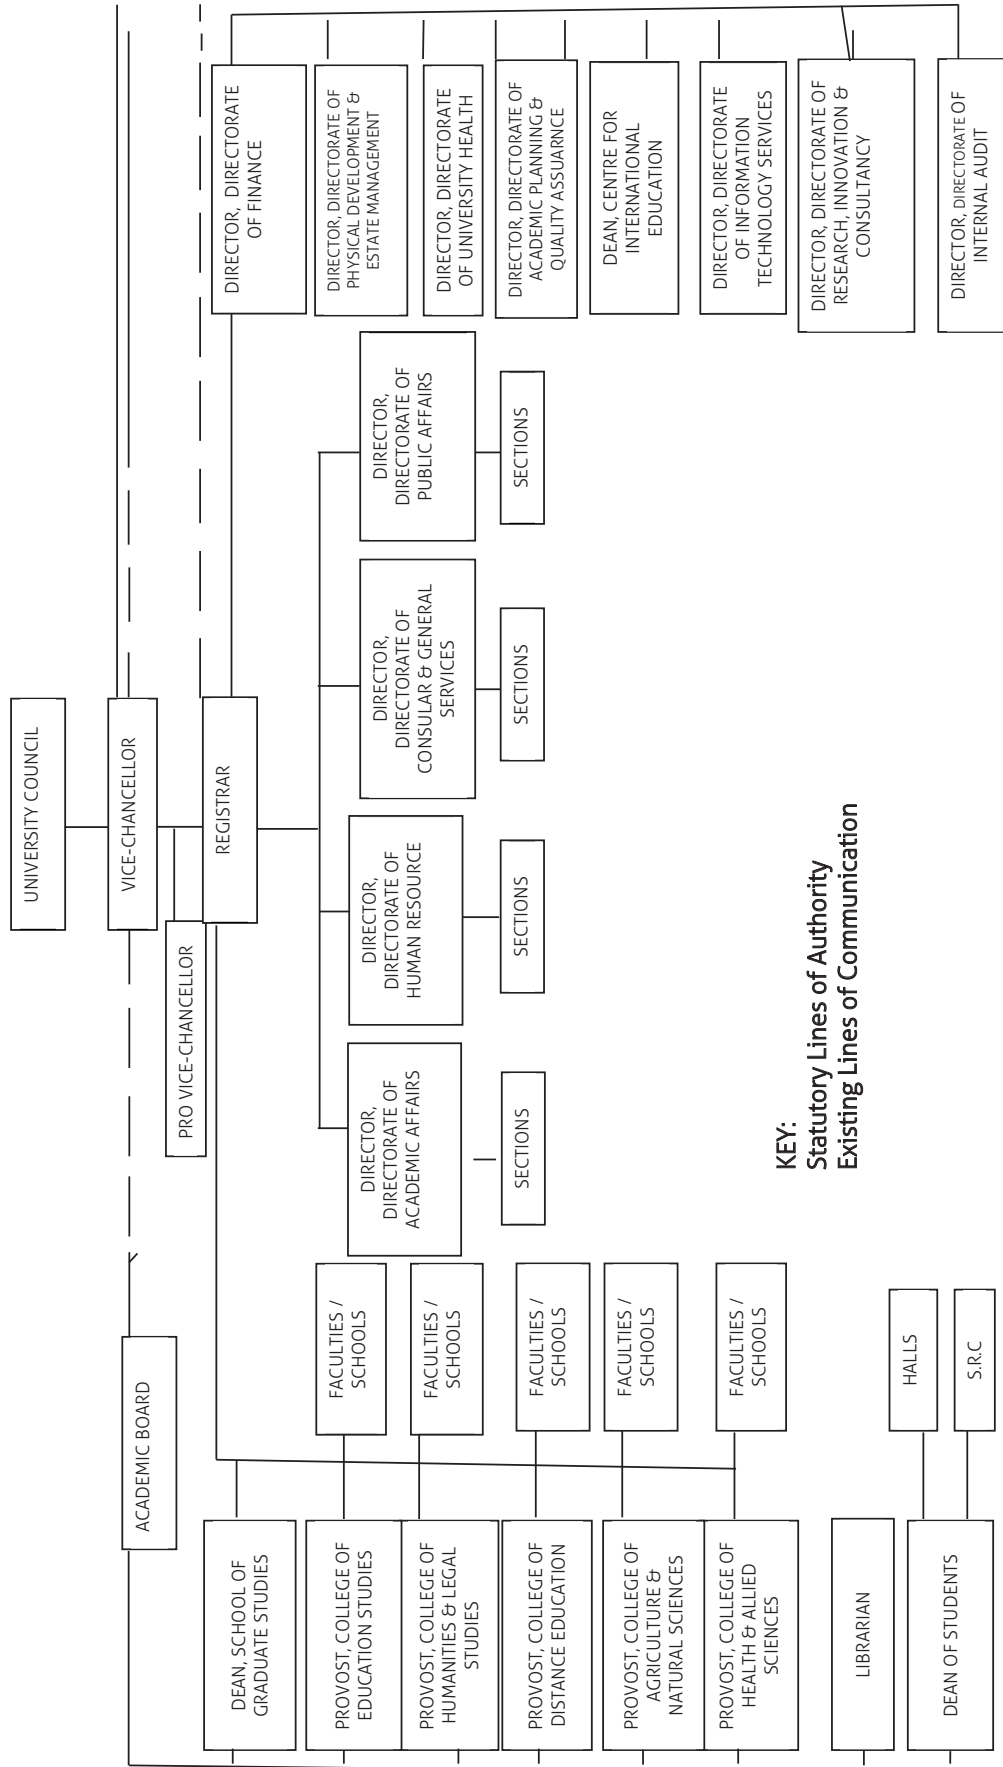 UNIVERSITY COUNCIL
VICE-CHANCELLOR
PRO VICE-CHANCELLOR
REGISTRAR
ACADEMIC BOARD
DEAN, SCHOOL OF
GRADUATE STUDIES
PROVOST, COLLEGE OF
EDUCATION STUDIES
PROVOST, COLLEGE OF
HUMANITIES & LEGAL
STUDIES
PROVOST, COLLEGE OF
DISTANCE EDUCATION
PROVOST, COLLEGE OF
AGRICULTURE &
NATURAL SCIENCES
PROVOST, COLLEGE OF
HEALTH & ALLIED
SCIENCES
LIBRARIAN
DEAN OF STUDENTS
FACULTIES /
SCHOOLS
FACULTIES /
SCHOOLS
FACULTIES /
SCHOOLS
FACULTIES /
SCHOOLS
FACULTIES /
SCHOOLS
HALLS
S.R.C
DIRECTOR,
DIRECTORATE OF
ACADEMIC AFFAIRS
SECTIONS
DIRECTOR,
DIRECTORATE OF
HUMAN RESOURCE
SECTIONS
DIRECTOR,
DIRECTORATE OF
CONSULAR & GENERAL
SERVICES
SECTIONS
DIRECTOR,
DIRECTORATE OF
PUBLIC AFFAIRS
SECTIONS
DIRECTOR, DIRECTORATE
OF FINANCE
DIRECTOR, DIRECTORATE OF
PHYSICAL DEVELOPMENT &
ESTATE MANAGEMENT
DIRECTOR, DIRECTORATE
OF UNIVERSITY HEALTH
DIRECTOR, DIRECTORATE OF
ACADEMIC PLANNING &
QUALITY ASSUARANCE
DEAN, CENTRE FOR
INTERNATIONAL
EDUCATION
DIRECTOR, DIRECTORATE
OF INFORMATION
TECHNOLOGY SERVICES
DIRECTOR, DIRECTORATE OF
RESEARCH, INNOVATION &
CONSULTANCY
DIRECTOR, DIRECTORATE OF
INTERNAL AUDIT
KEY:
Statutory Lines of Authority
Existing Lines of Communication